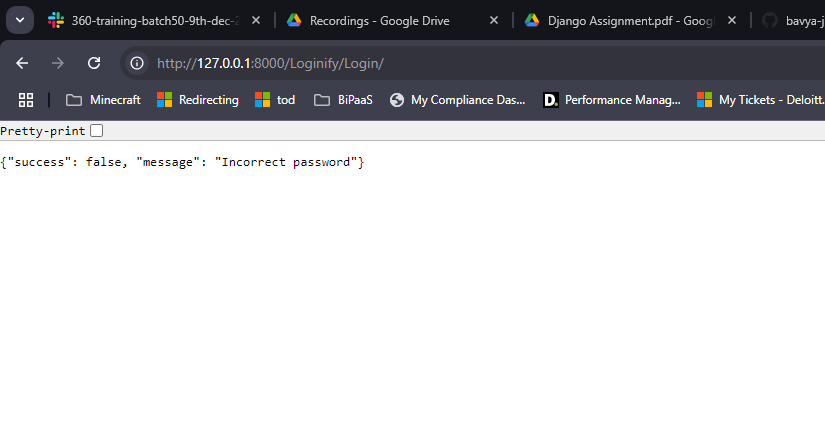 360-training-batch50-9th-dec-
Recordings - Google Drive
Django Assignment.pdf - Goog
bavya-j
http://127.0.0.1:8000/Loginify/Login/
Minecraft
Redirecting
tod
BiPaaS
My Compliance Das...
D.
Performance Manag...
My Tickets - Deloitt.
Pretty-print
{"success": false, "message": "Incorrect password"}